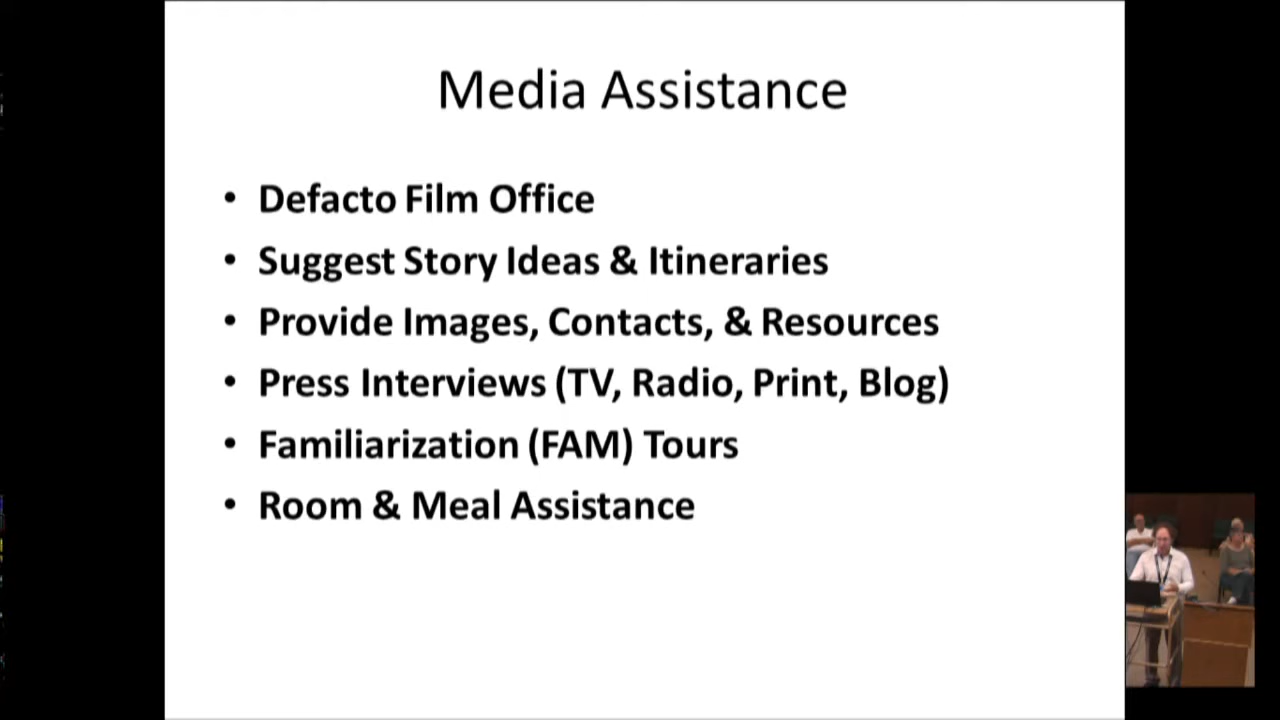 Media Assistance
• Defacto Film Office
• Suggest Story Ideas & Itineraries
• Provide Images, Contacts, & Resources
• Press Interviews (TV, Radio, Print, Blog)
• Familiarization (FAM) Tours
• Room & Meal Assistance